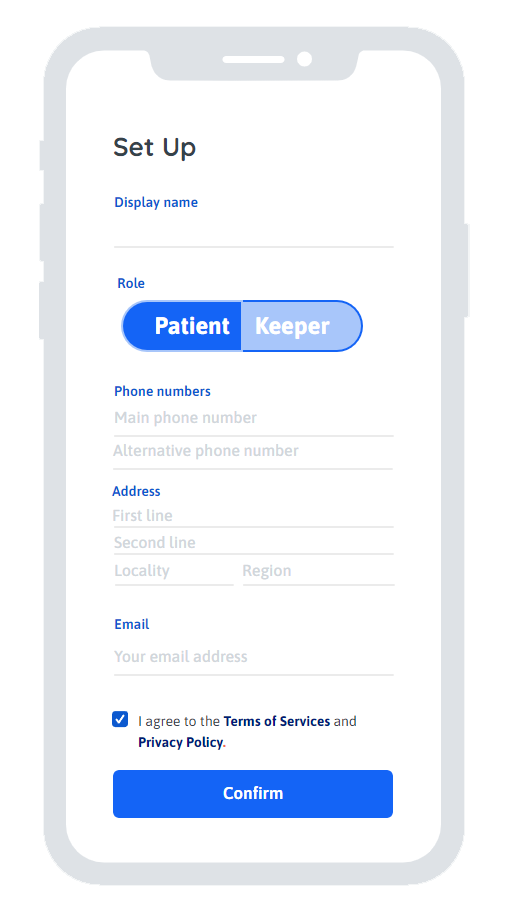 Set Up
Display name
Role
Patient Keeper
Phone numbers
Main phone number
Alternative phone number
Address
First line
Second line
Locality Region
Email
Your email address
I agree to the Terms of Services and
Privacy Policy.
Confirm